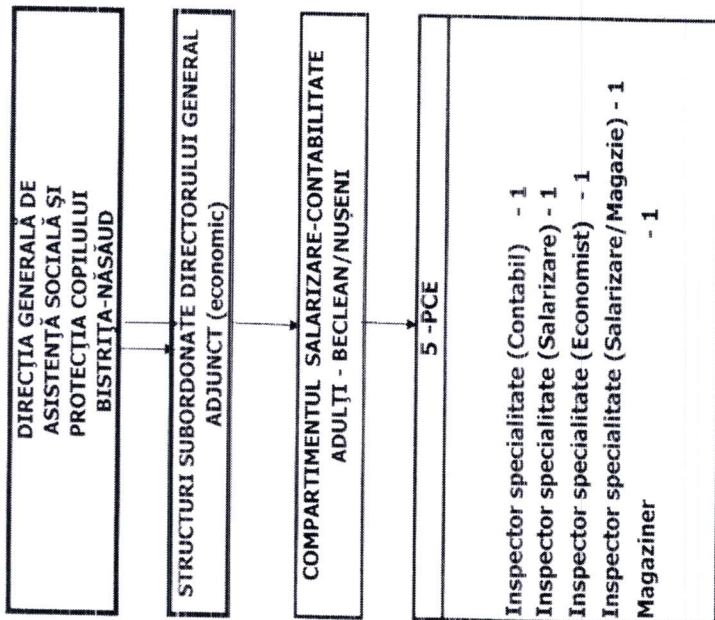 DIRECȚIA GENERALĂ DE
ASISTENȚĂ SOCIALĂ ȘI
PROTECȚIA COPILULUI
BISTRIȚA-NĂSĂUD
STRUCTURI SUBORDONATE DIRECTORULUI GENERAL
ADJUNCT (economic)
COMPARTIMENTUL SALARIZARE-CONTABILITATE
ADULȚI - BECLEAN/NUȘENI
5 -PCE
Inspector specialitate (Contabil) - 1
Inspector specialitate (Salarizare) - 1
Inspector specialitate (Economist) - 1
Inspector specialitate (Salarizare/Magazie) - 1
Magaziner - 1